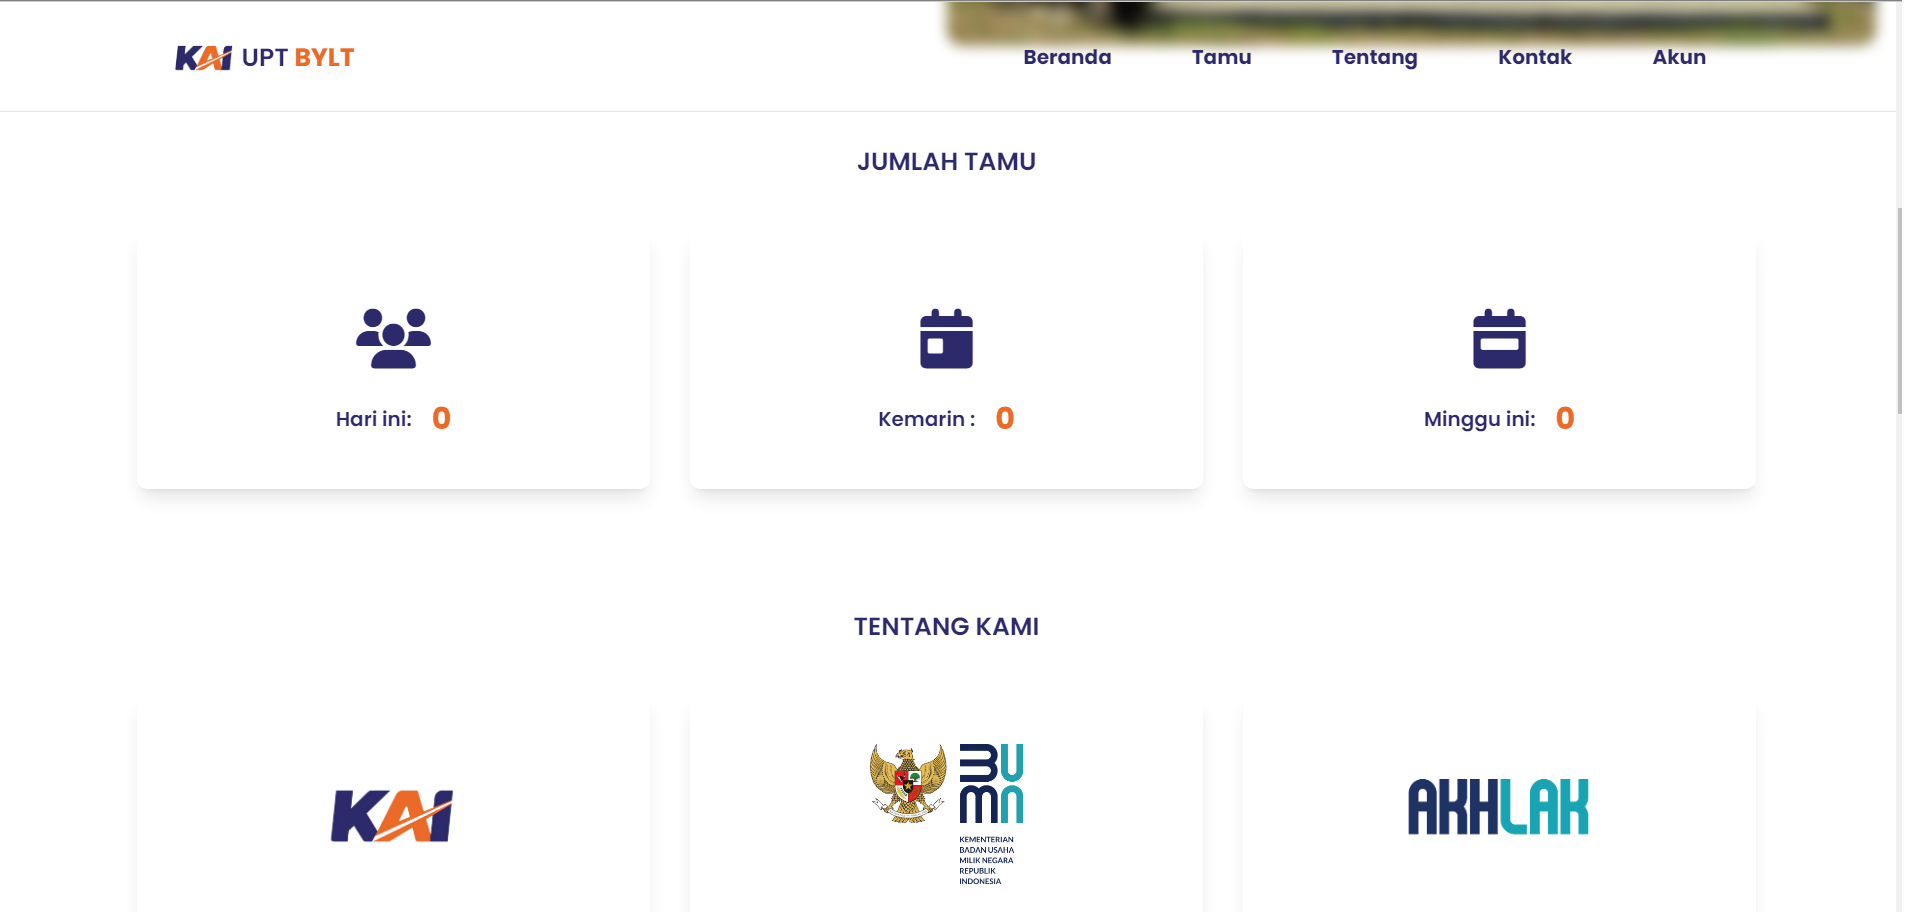 KAI UPT BYLT
Beranda
Tamu
Tentang
Kontak
Akun
JUMLAH TAMU
Hari ini: 0
Kemarin : 0
Minggu ini: 0
TENTANG KAMI
KAI
BUMN
KEMENTERIAN
BADAN USAHA
MILIK NEGARA
REPUBLIK
INDONESIA
AKHLAK